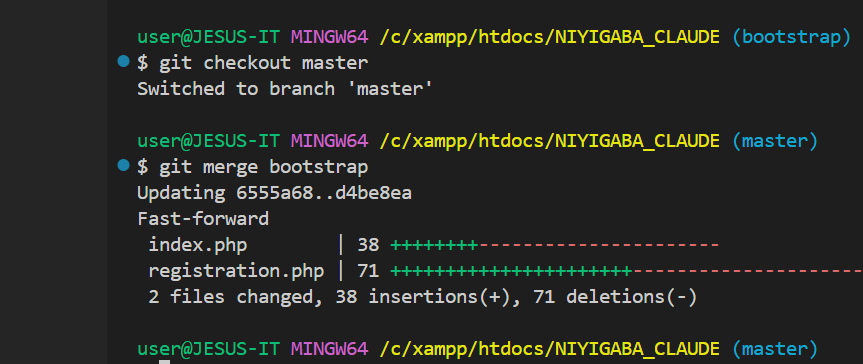 user@JESUS-IT MINGW64 /c/xampp/htdocs/NIYIGABA_CLAUDE (bootstrap)
$ git checkout master
Switched to branch 'master'
user@JESUS-IT MINGW64 /c/xampp/htdocs/NIYIGABA_CLAUDE (master)
$ git merge bootstrap
Updating 6555a68..d4be8ea
Fast-forward
 index.php        | 38 ++++++++----------------------
 registration.php | 71 ++++++++++++++++++++++---------------------
 2 files changed, 38 insertions(+), 71 deletions(-)
user@JESUS-IT MINGW64 /c/xampp/htdocs/NIYIGABA_CLAUDE (master)